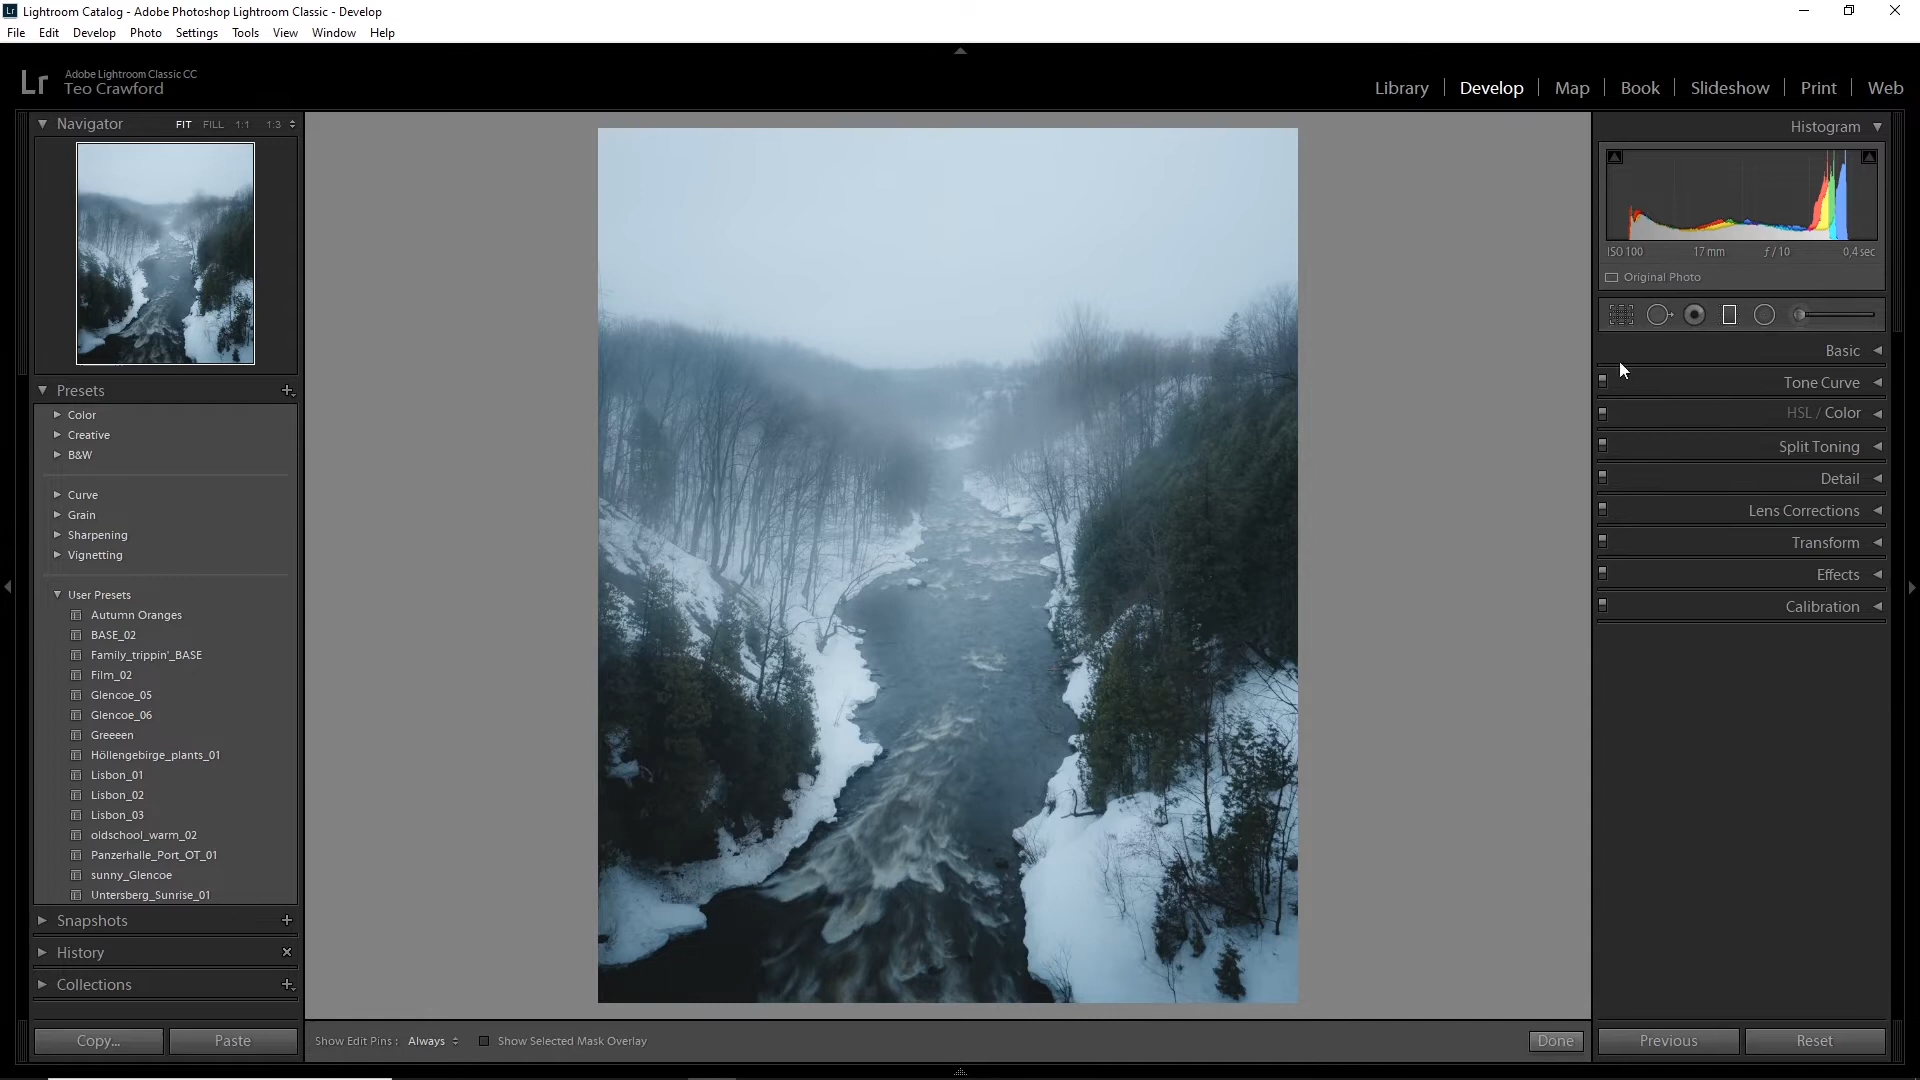 Lightroom Catalog - Adobe Photoshop Lightroom Classic - Develop
File Edit Develop Photo Settings Tools View Window Help
Lr Adobe Lightroom Classic CC
Teo Crawford
Library Develop Map Book Slideshow Print Web
Navigator FIT FILL 1:1 1:3
Presets
Color
Creative
B&W
Curve
Grain
Sharpening
Vignetting
User Presets
Autumn Oranges
BASE_02
Family_trippin'_BASE
Film_02
Glencoe_05
Glencoe_06
Greeeen
Höllengebirge_plants_01
Lisbon_01
Lisbon_02
Lisbon_03
oldschool_warm_02
Panzerhalle_Port_OT_01
sunny_Glencoe
Untersberg_Sunrise_01
Snapshots
History
Collections
Copy... Paste
Show Edit Pins : Always Show Selected Mask Overlay Done
Histogram
ISO 100 17 mm ƒ / 10 0,4 sec
Original Photo
Basic
Tone Curve
HSL / Color
Split Toning
Detail
Lens Corrections
Transform
Effects
Calibration
Previous Reset